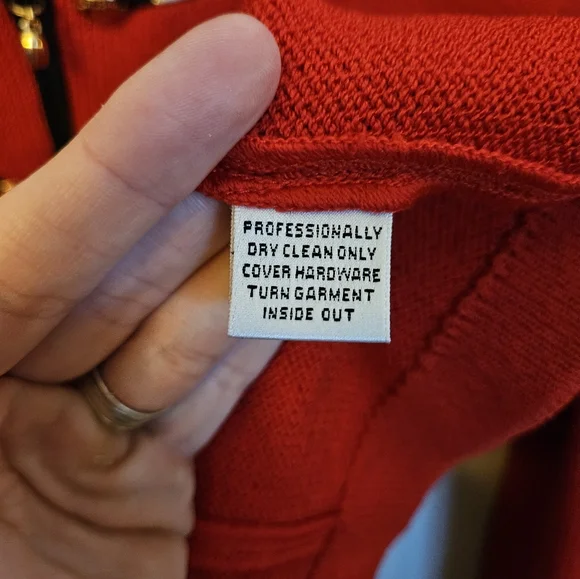 PROFESSIONALLY
DRY CLEAN ONLY
COVER HARDWARE
TURN GARMENT
INSIDE OUT